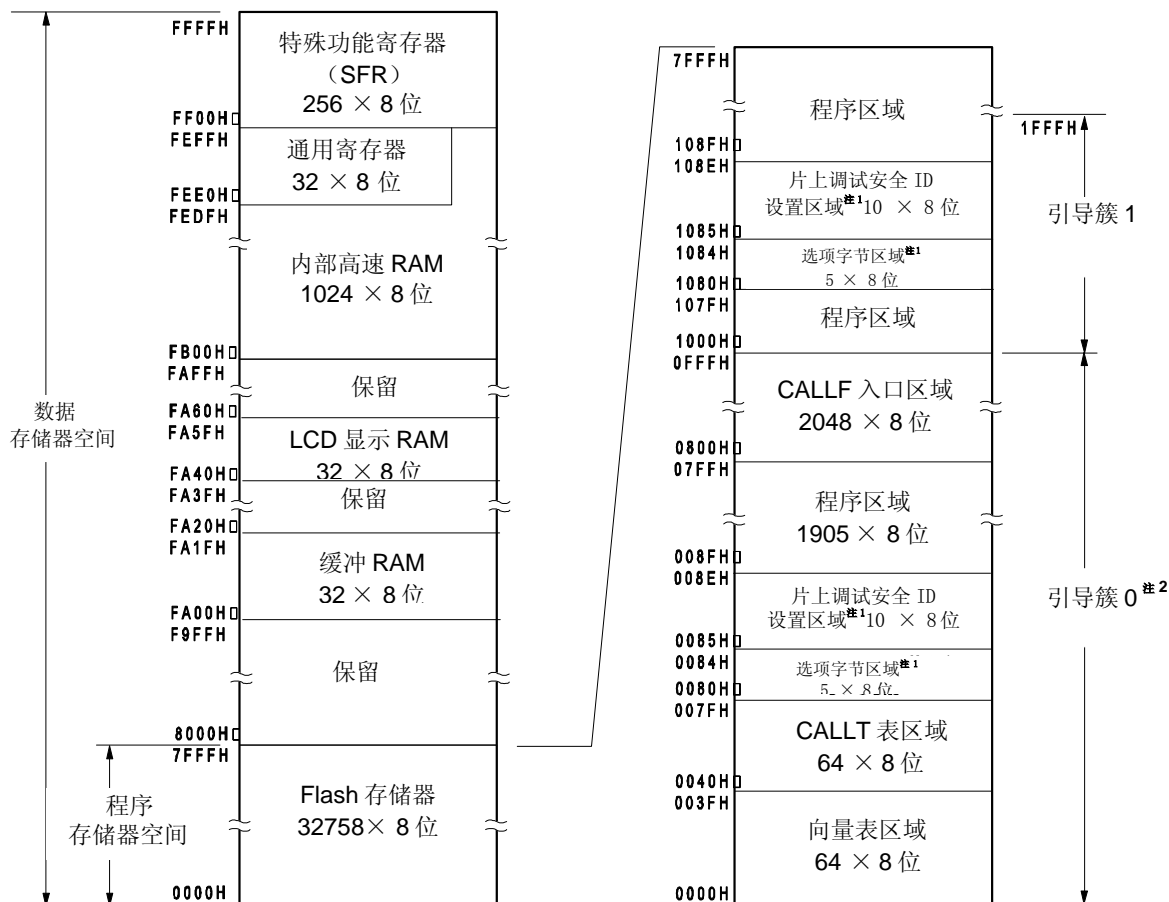 FFFFH
特殊功能寄存器
(SFR)
256 × 8 位
FF00H
FEFFH
通用寄存器
32 × 8 位
FEE0H
FEDFH
内部高速 RAM
1024 × 8 位
FB00H
FAFFH
保留
FA60H
FA5FH
LCD 显示 RAM
32 × 8 位
FA40H
FA3FH
保留
FA20H
FA1FH
缓冲 RAM
32 × 8 位
FA00H
F9FFH
保留
8000H
7FFFH
Flash 存储器
32758× 8 位
0000H
数据
存储器空间
程序
存储器空间
7FFFH
程序区域
108FH
108EH
片上调试安全 ID
设置区域注1 10 × 8 位
1085H
1084H
选项字节区域注1
5 × 8 位
1080H
107FH
程序区域
1000H
0FFFH
CALLF 入口区域
2048 × 8 位
0800H
07FFH
程序区域
1905 × 8 位
008FH
008EH
片上调试安全 ID
设置区域注1 10 × 8 位
0085H
0084H
选项字节区域注1
5 × 8 位
0080H
007FH
CALLT 表区域
64 × 8 位
0040H
003FH
向量表区域
64 × 8 位
0000H
1FFFH
引导簇 1
引导簇 0 注2